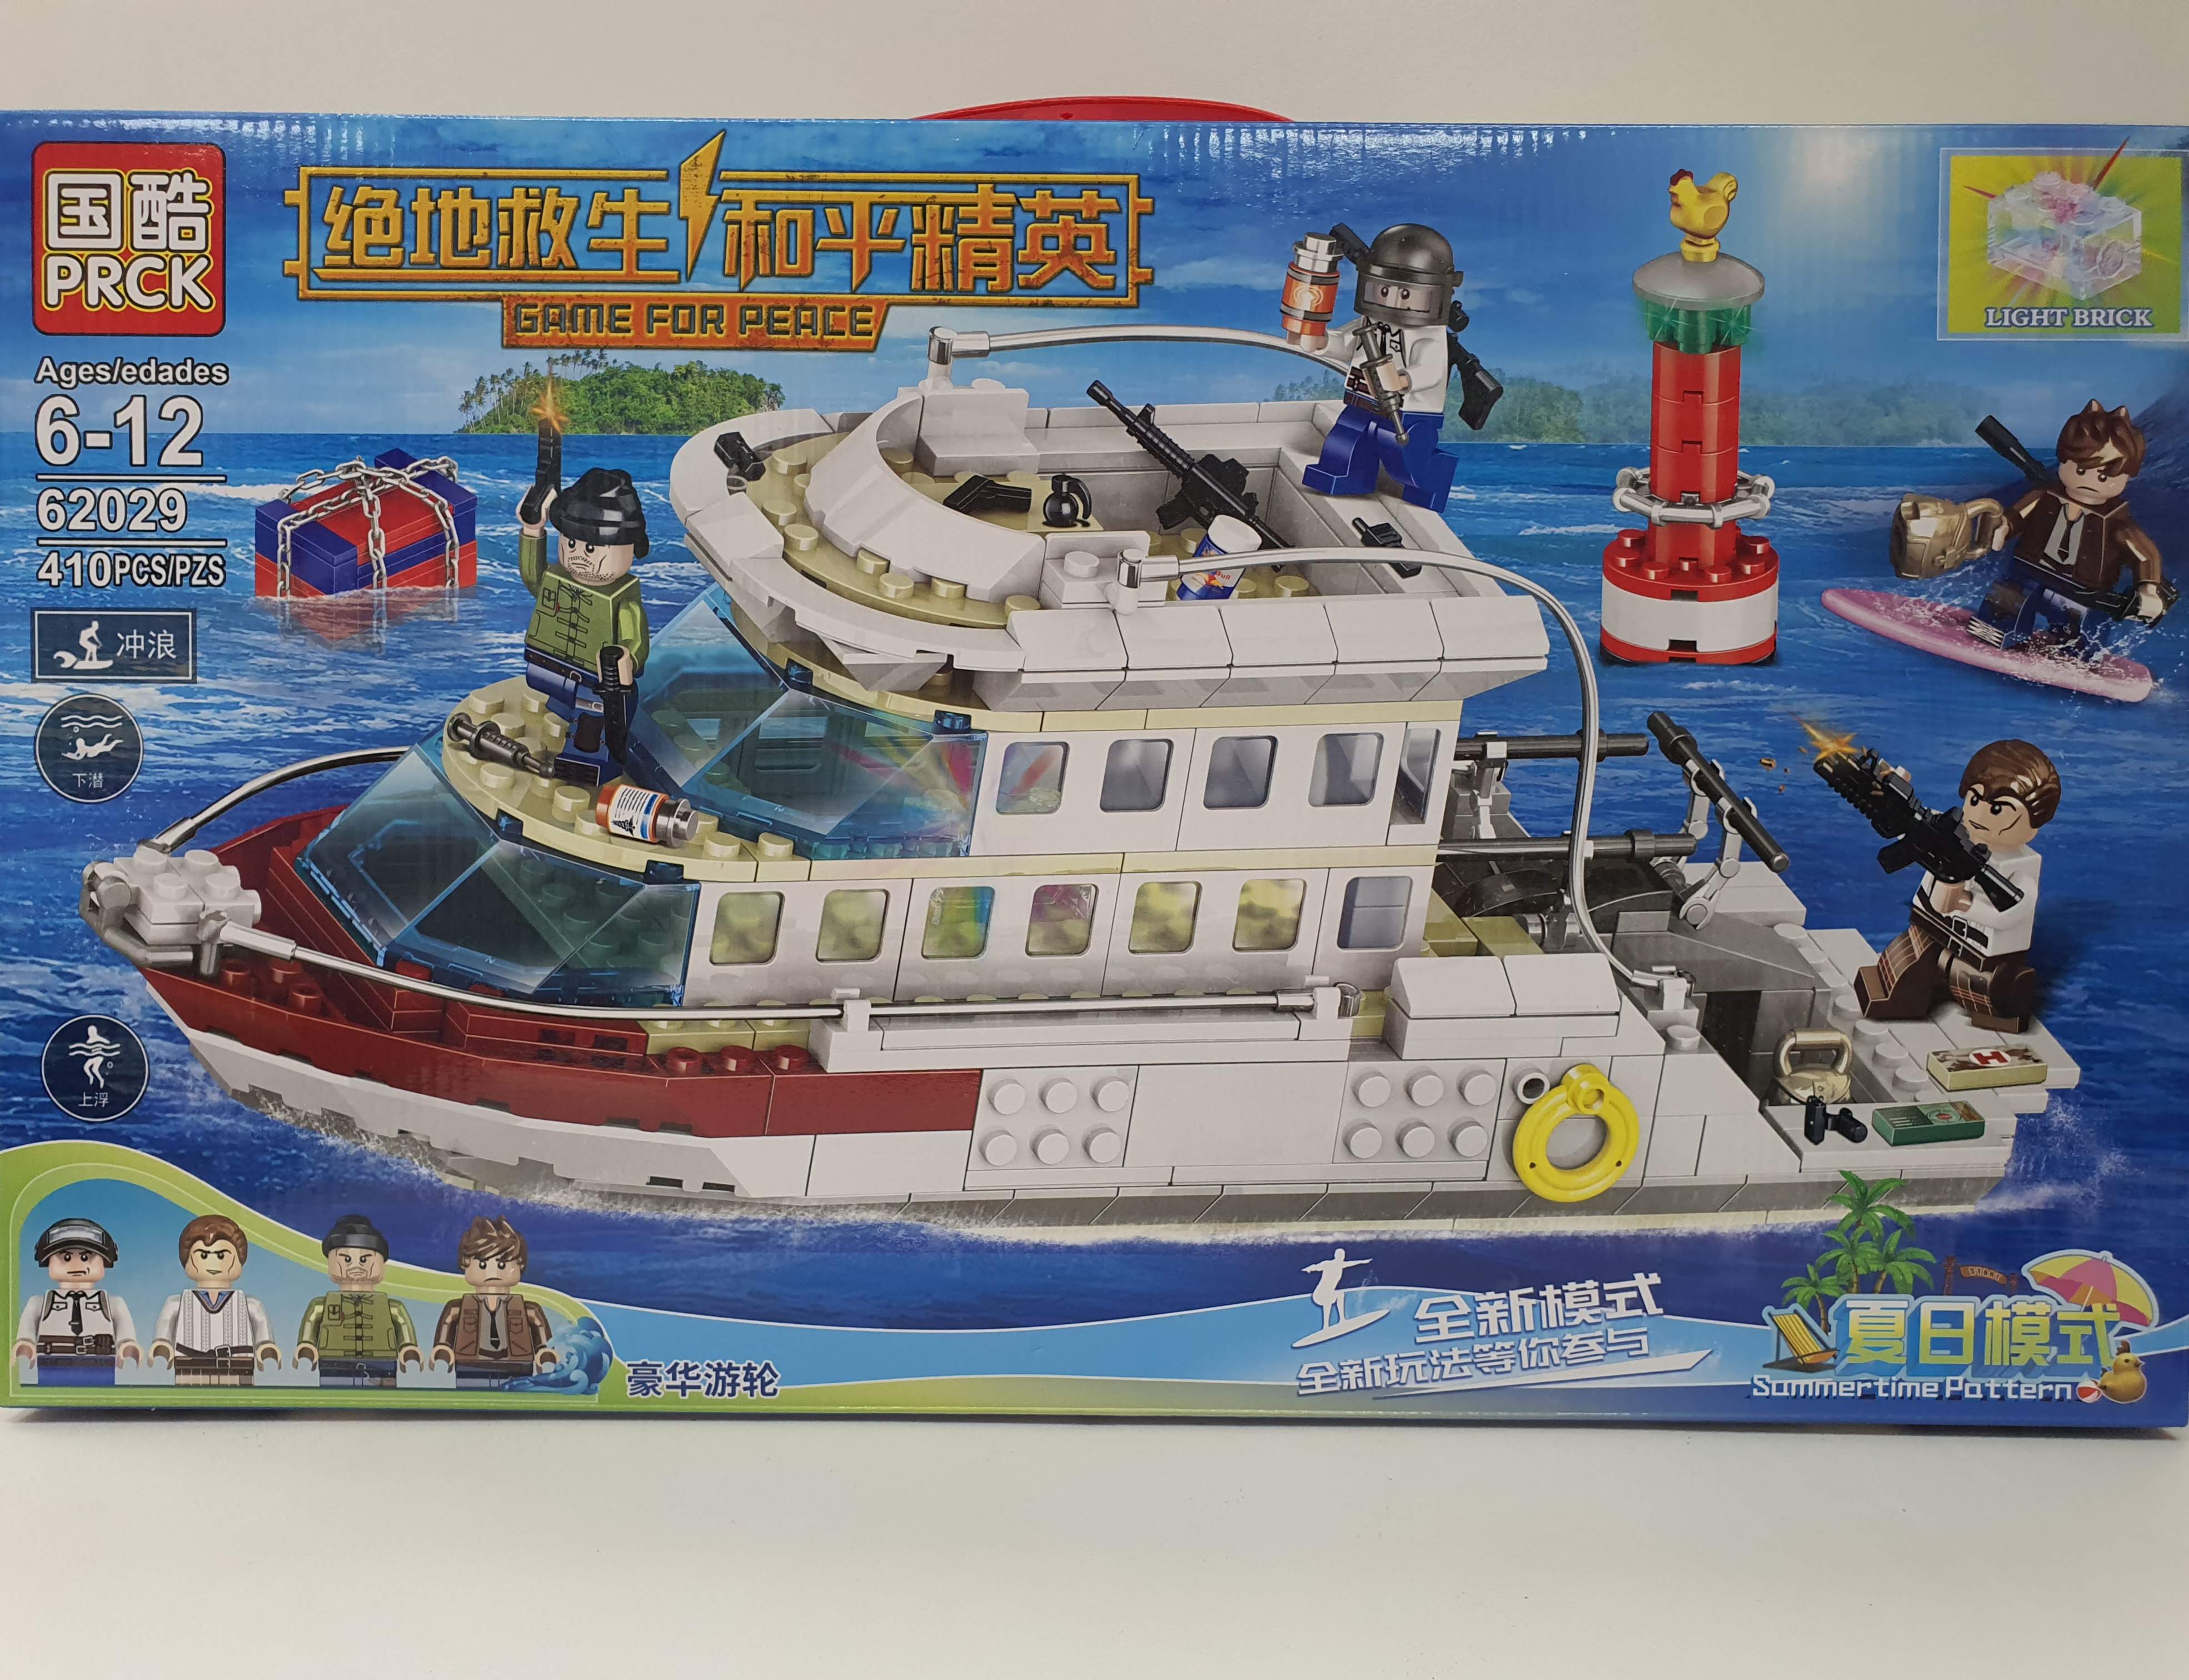 国酷
PRCK
绝地救生 和平精英
GAME FOR PEACE
LIGHT BRICK
Ages/edades
6-12
62029
410PCS/PZS
冲浪
下潜
上浮
H
豪华游轮
全新模式
全新玩法等你参与
START
夏日模式
Summertime Pattern